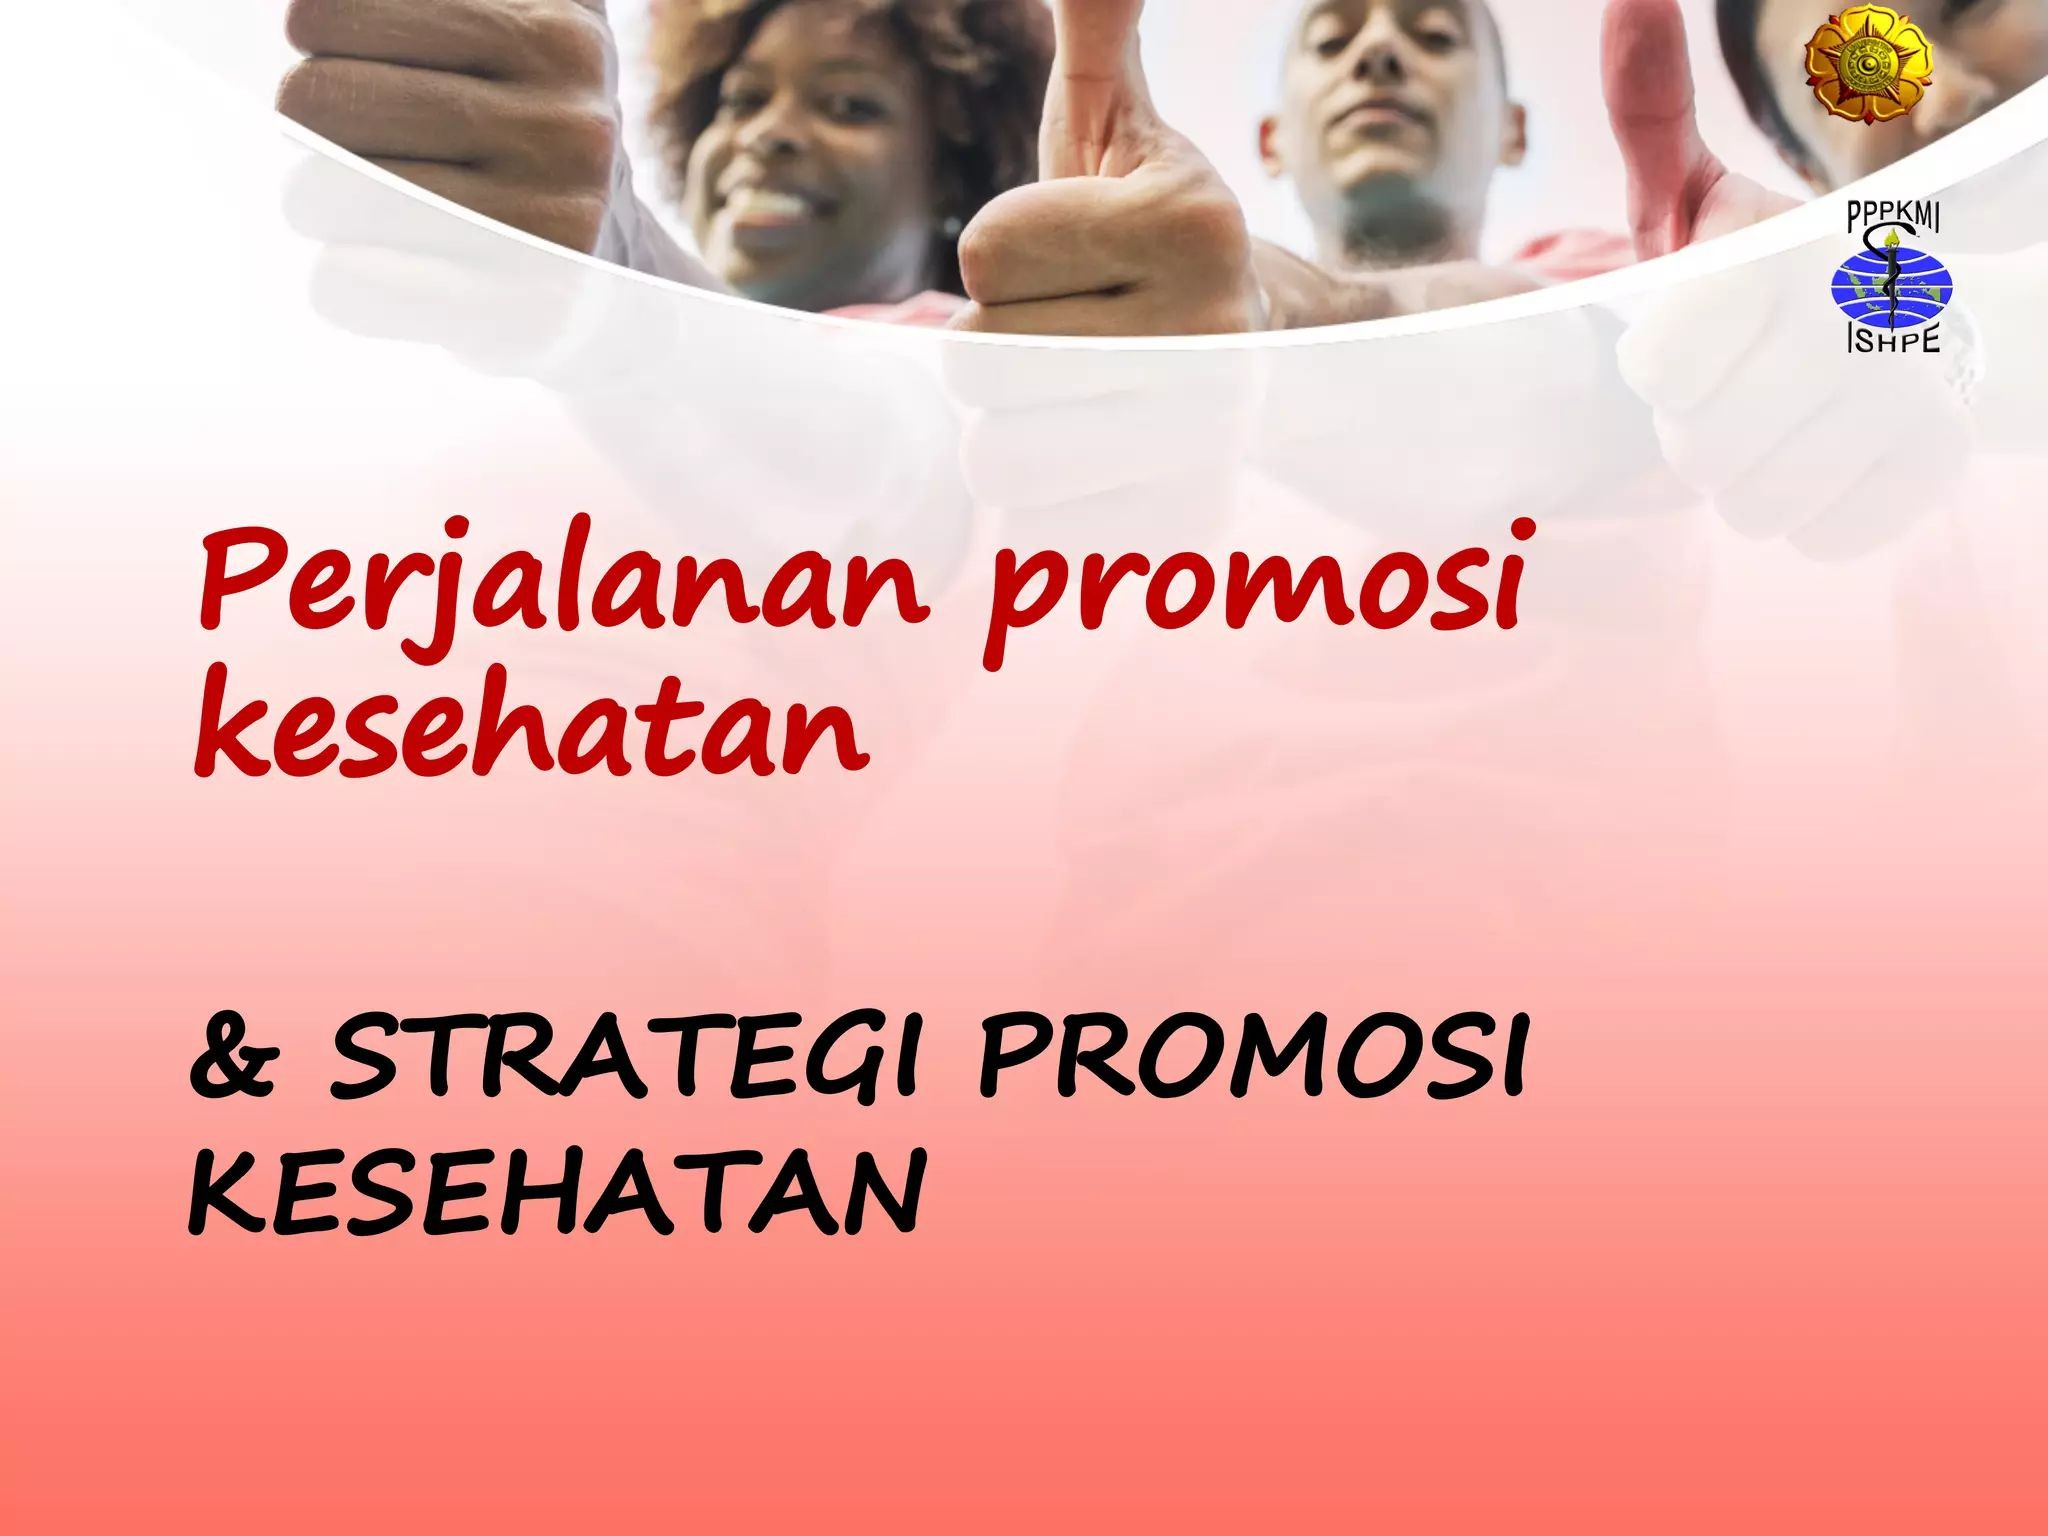 PPPKMI
ISHPE
Perjalanan promosi
kesehatan
& STRATEGI PROMOSI
KESEHATAN